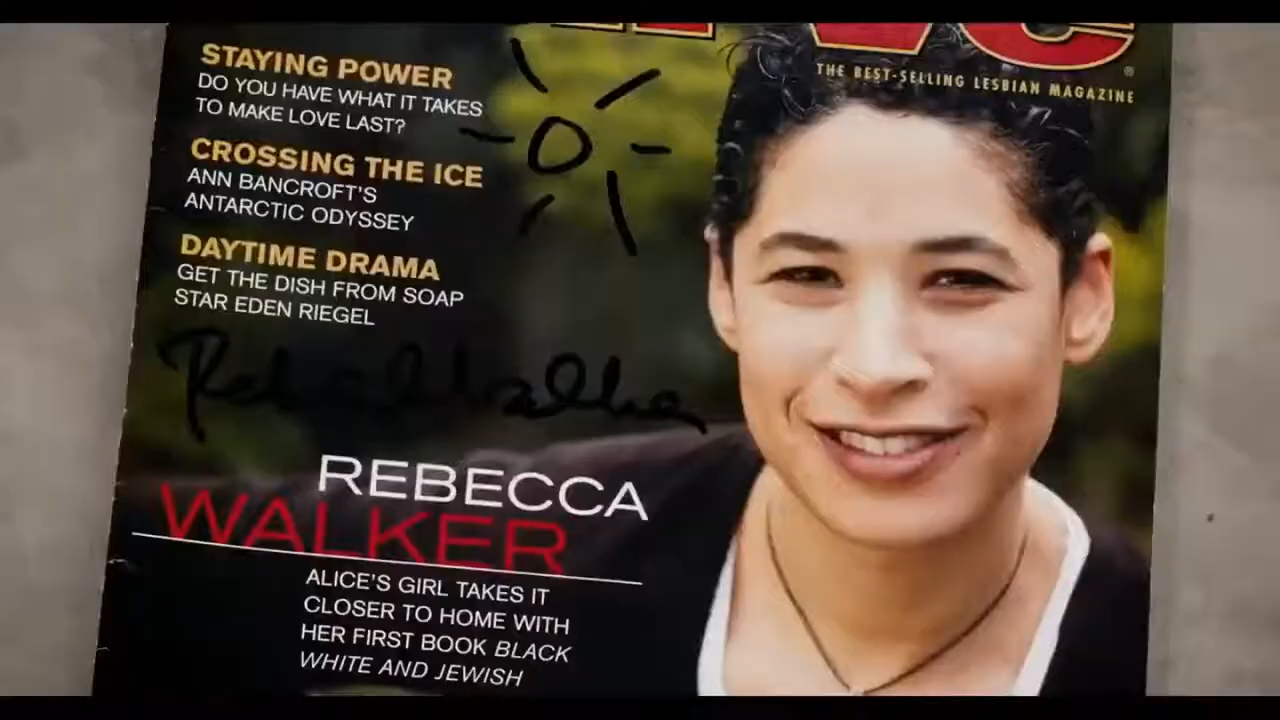 THE BEST-SELLING LESBIAN MAGAZINE
STAYING POWER
DO YOU HAVE WHAT IT TAKES
TO MAKE LOVE LAST?
CROSSING THE ICE
ANN BANCROFT'S
ANTARCTIC ODYSSEY
DAYTIME DRAMA
GET THE DISH FROM SOAP
STAR EDEN RIEGEL
REBECCA
WALKER
ALICE'S GIRL TAKES IT
CLOSER TO HOME WITH
HER FIRST BOOK BLACK
WHITE AND JEWISH